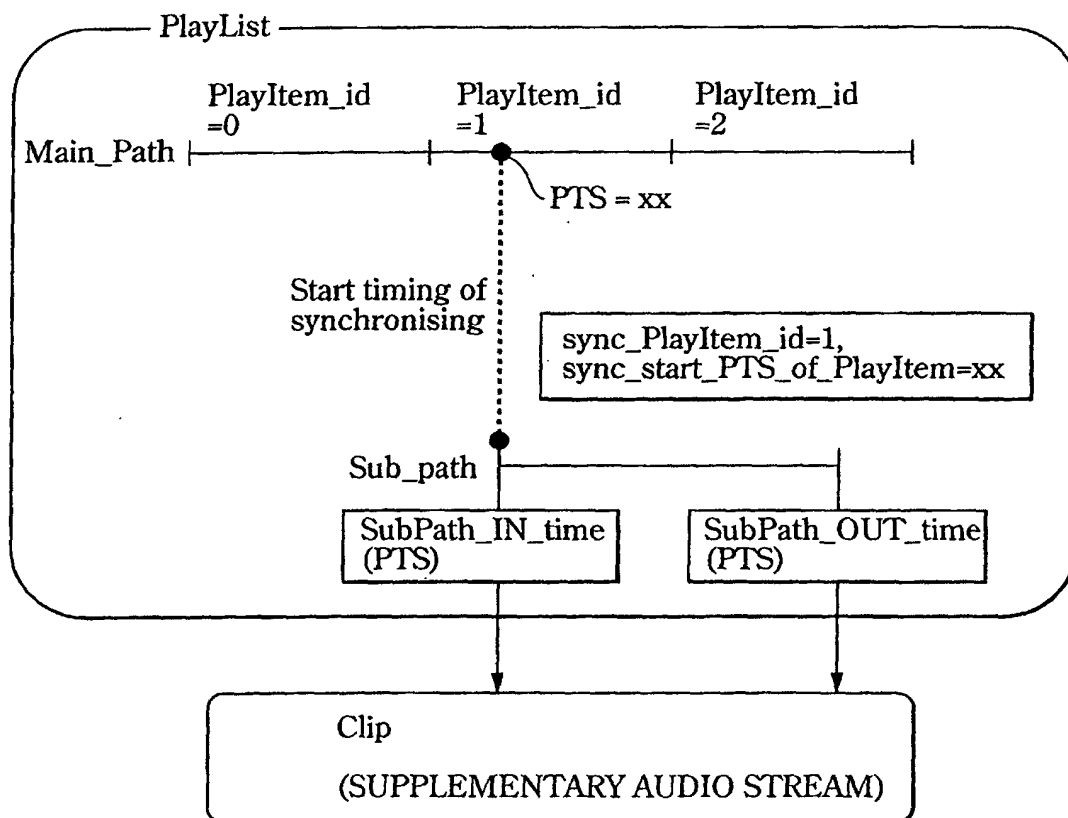 PlayList
PlayItem_id
=0
PlayItem_id
=1
PlayItem_id
=2
Main_Path
PTS = xx
Start timing of
synchronising
sync_PlayItem_id=1,
sync_start_PTS_of_PlayItem=xx
Sub_path
SubPath_IN_time
(PTS)
SubPath_OUT_time
(PTS)
Clip
(SUPPLEMENTARY AUDIO STREAM)